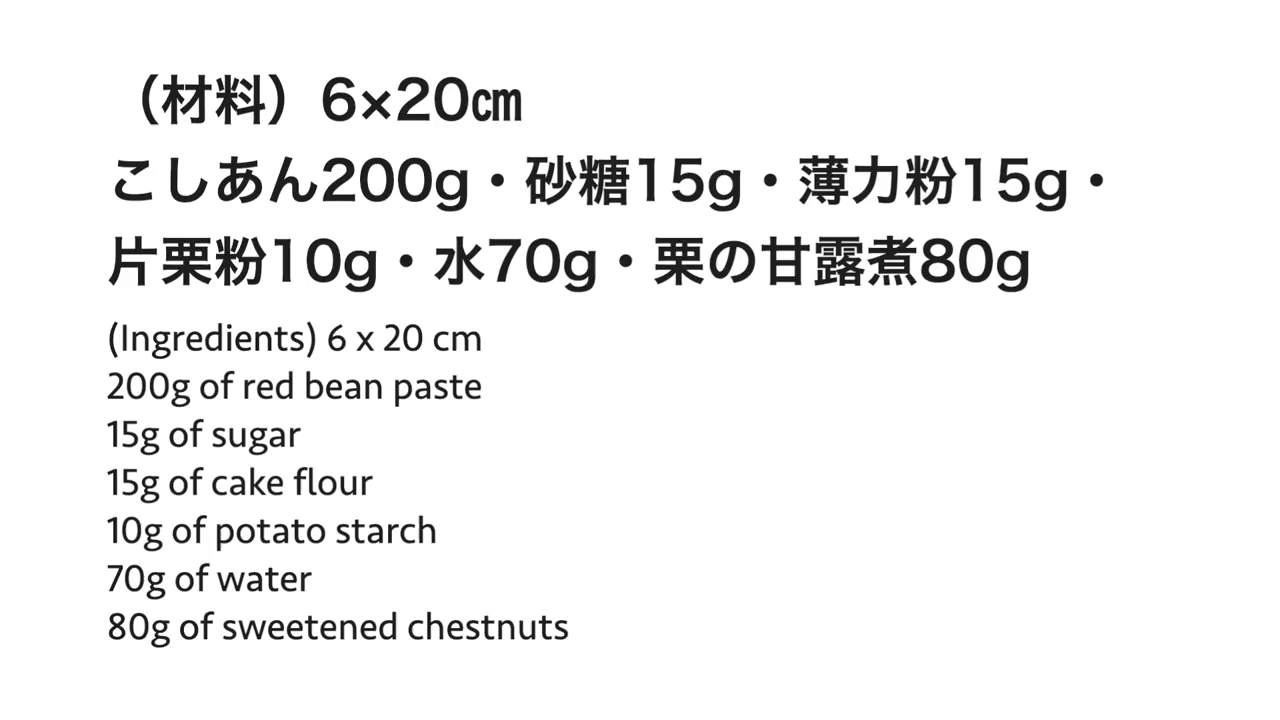 （材料）6×20㎝
こしあん200g・砂糖15g・薄力粉15g・
片栗粉10g・水70g・栗の甘露煮80g
(Ingredients) 6 x 20 cm
200g of red bean paste
15g of sugar
15g of cake flour
10g of potato starch
70g of water
80g of sweetened chestnuts